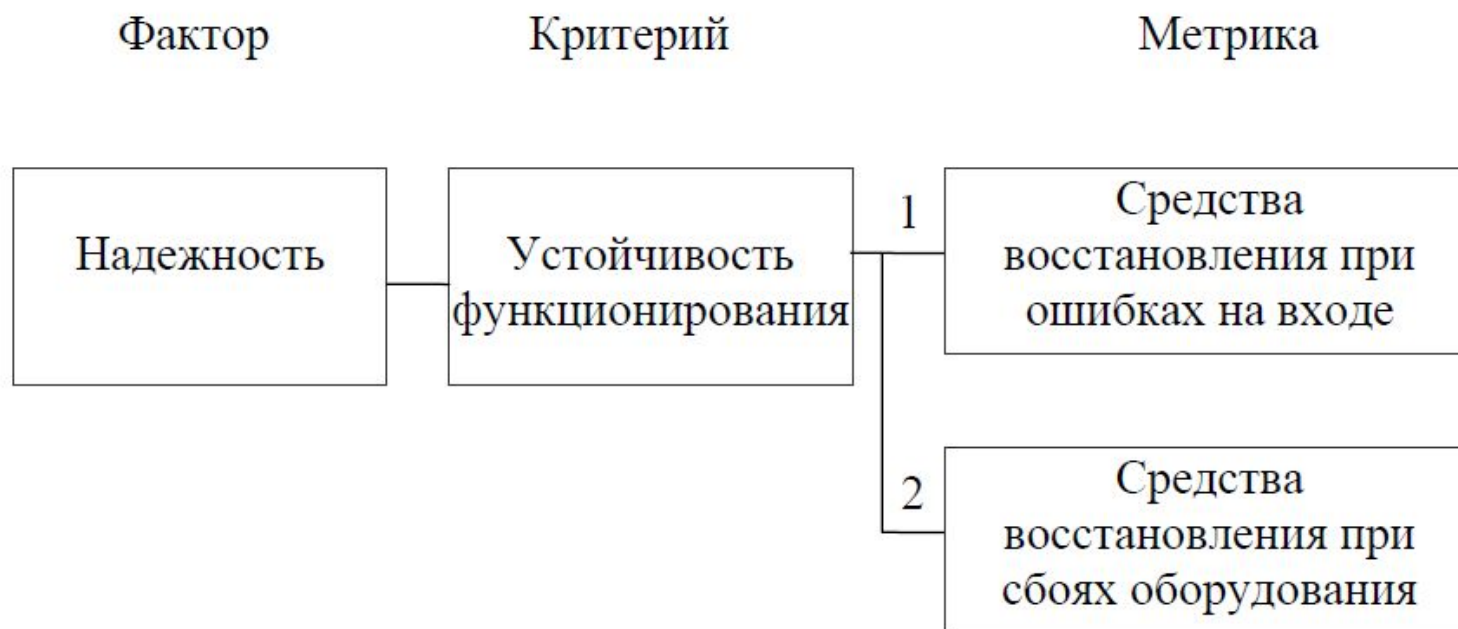 Фактор Критерий Метрика
Надежность
Устойчивость
функционирования
1
Средства
восстановления при
ошибках на входе
2
Средства
восстановления при
сбоях оборудования